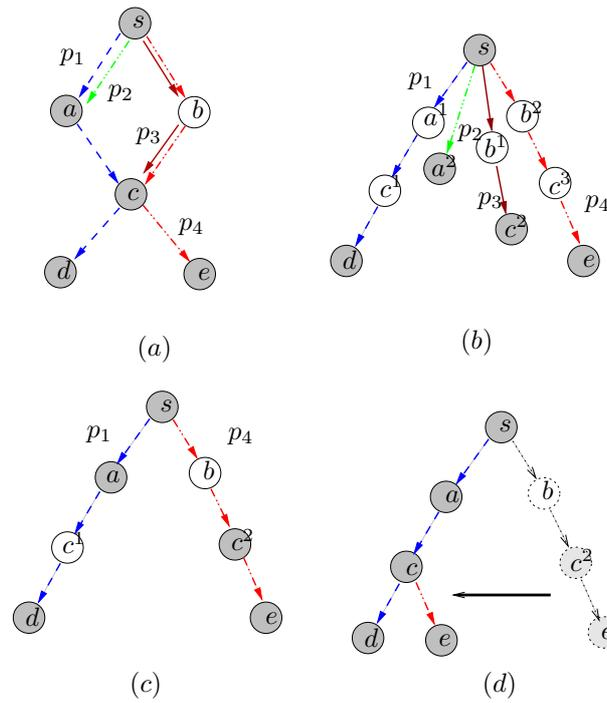 s
p₁
p₂
a
b
p₃
c
p₄
d
e
(a)
s
p₁
a¹
b²
p₂
b¹
a²
c¹
c³
p₃
p₄
c²
d
e
(b)
s
p₁
p₄
a
b
c¹
c²
d
e
(c)
s
a
b
c
c²
d
e
e
(d)